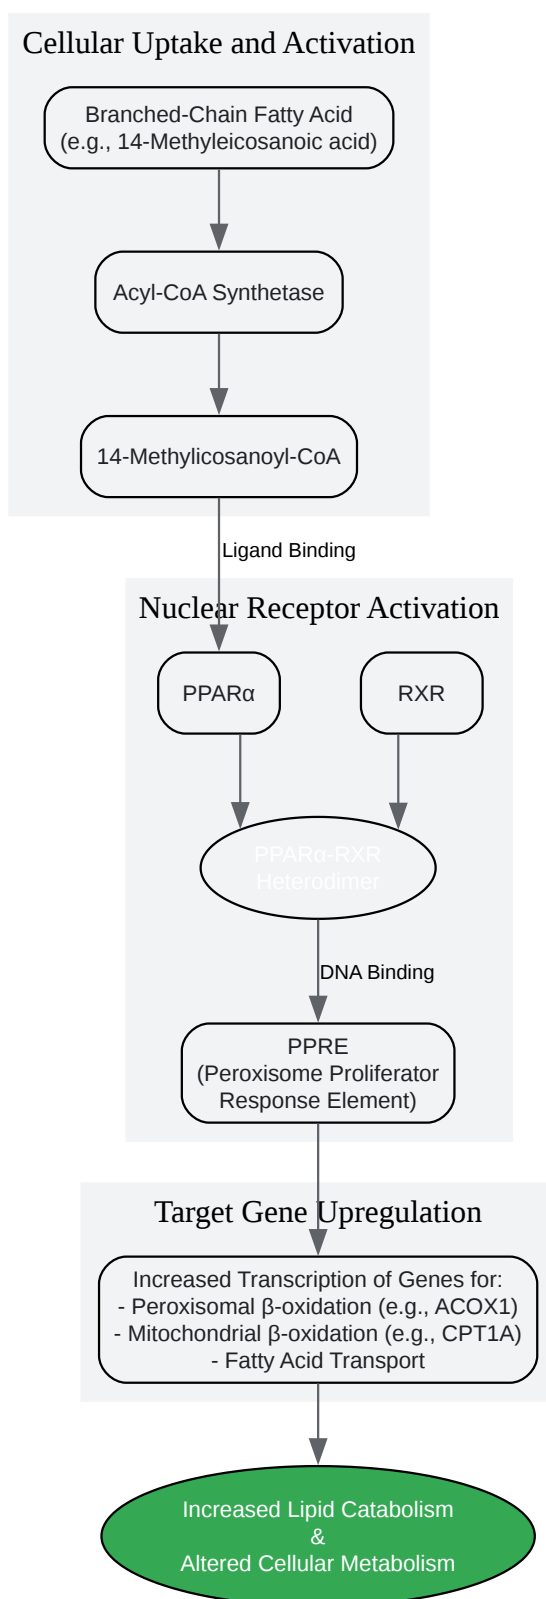 Cellular Uptake and Activation
Branched-Chain Fatty Acid
(e.g., 14-Methyleicosanoic acid)
Acyl-CoA Synthetase
14-Methylicosanoyl-CoA
Ligand Binding
Nuclear Receptor Activation
PPARα
RXR
PPARα-RXR
Heterodimer
DNA Binding
PPRE
(Peroxisome Proliferator
Response Element)
Target Gene Upregulation
Increased Transcription of Genes for:
- Peroxisomal β-oxidation (e.g., ACOX1)
- Mitochondrial β-oxidation (e.g., CPT1A)
- Fatty Acid Transport
Increased Lipid Catabolism
&
Altered Cellular Metabolism